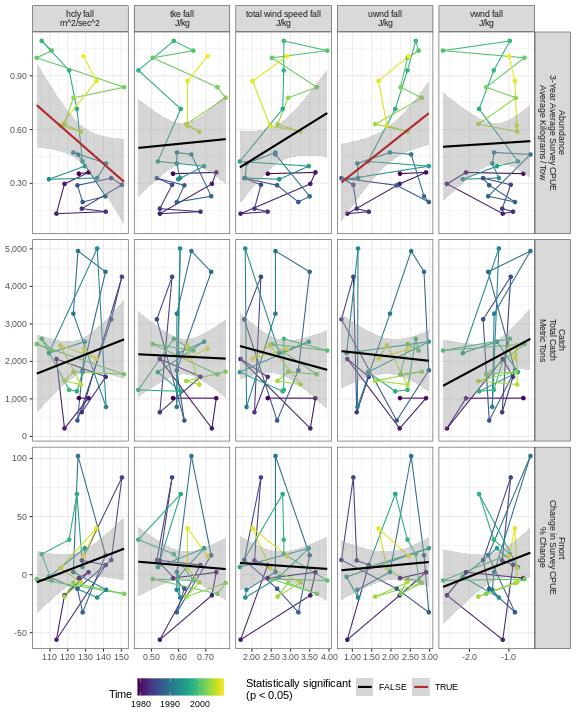 hcly fall
m^2/sec^2
tke fall
J/kg
total wind speed fall
J/kg
uwnd fall
J/kg
vwnd fall
J/kg
0.90
0.60
0.30
Abundance
3-Year Average Survey CPUE
Average Kilograms / Tow
5,000
4,000
3,000
2,000
1,000
0
Catch
Total Catch
Metric Tons
100
50
0
-50
Fmort
Change in Survey CPUE
% Change
110 120 130 140 150
0.50 0.60 0.70
2.00 2.50 3.00 3.50 4.00
1.00 1.50 2.00 2.50 3.00
-2.0 -1.0
Time
1980 1990 2000
Statistically significant
(p < 0.05)
FALSE
TRUE